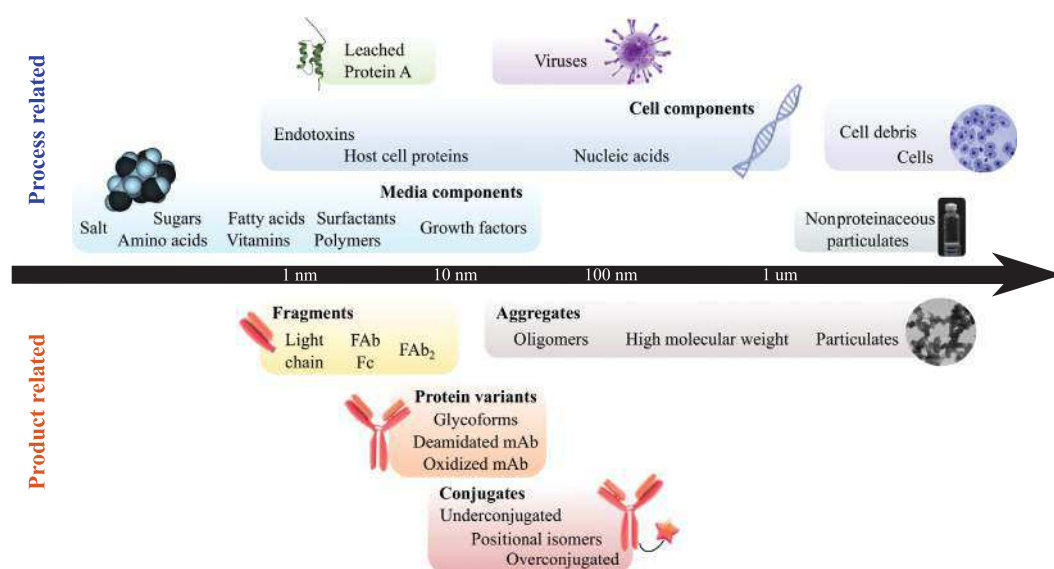 Process related
Leached
Protein A
Viruses
Cell components
Endotoxins
Host cell proteins
Nucleic acids
Cell debris
Cells
Media components
Salt
Sugars
Amino acids
Fatty acids
Vitamins
Surfactants
Polymers
Growth factors
Nonproteinaceous
particulates
1 nm
10 nm
100 nm
1 um
Product related
Fragments
Light
chain
FAb
Fc
FAb₂
Aggregates
Oligomers
High molecular weight
Particulates
Protein variants
Glycoforms
Deamidated mAb
Oxidized mAb
Conjugates
Underconjugated
Positional isomers
Overconjugated